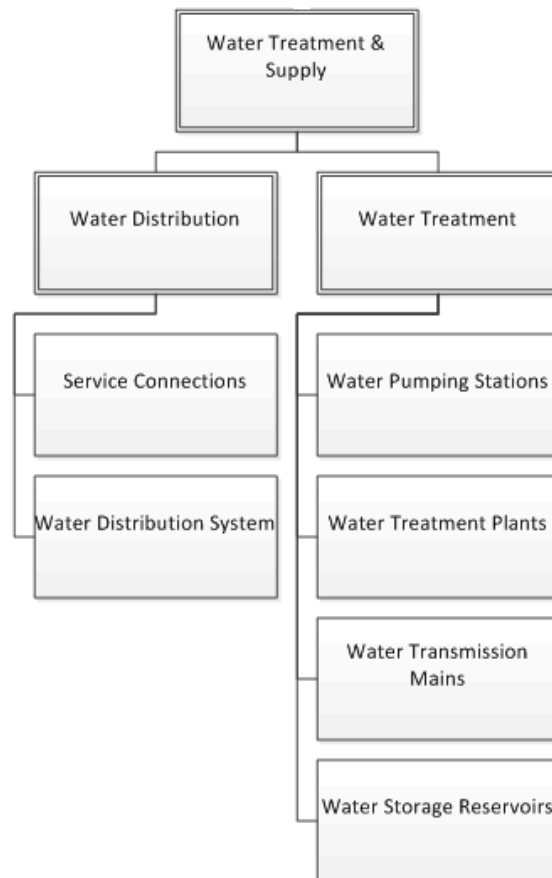 Water Treatment &
Supply
Water Distribution
Water Treatment
Service Connections
Water Pumping Stations
Water Distribution System
Water Treatment Plants
Water Transmission
Mains
Water Storage Reservoirs